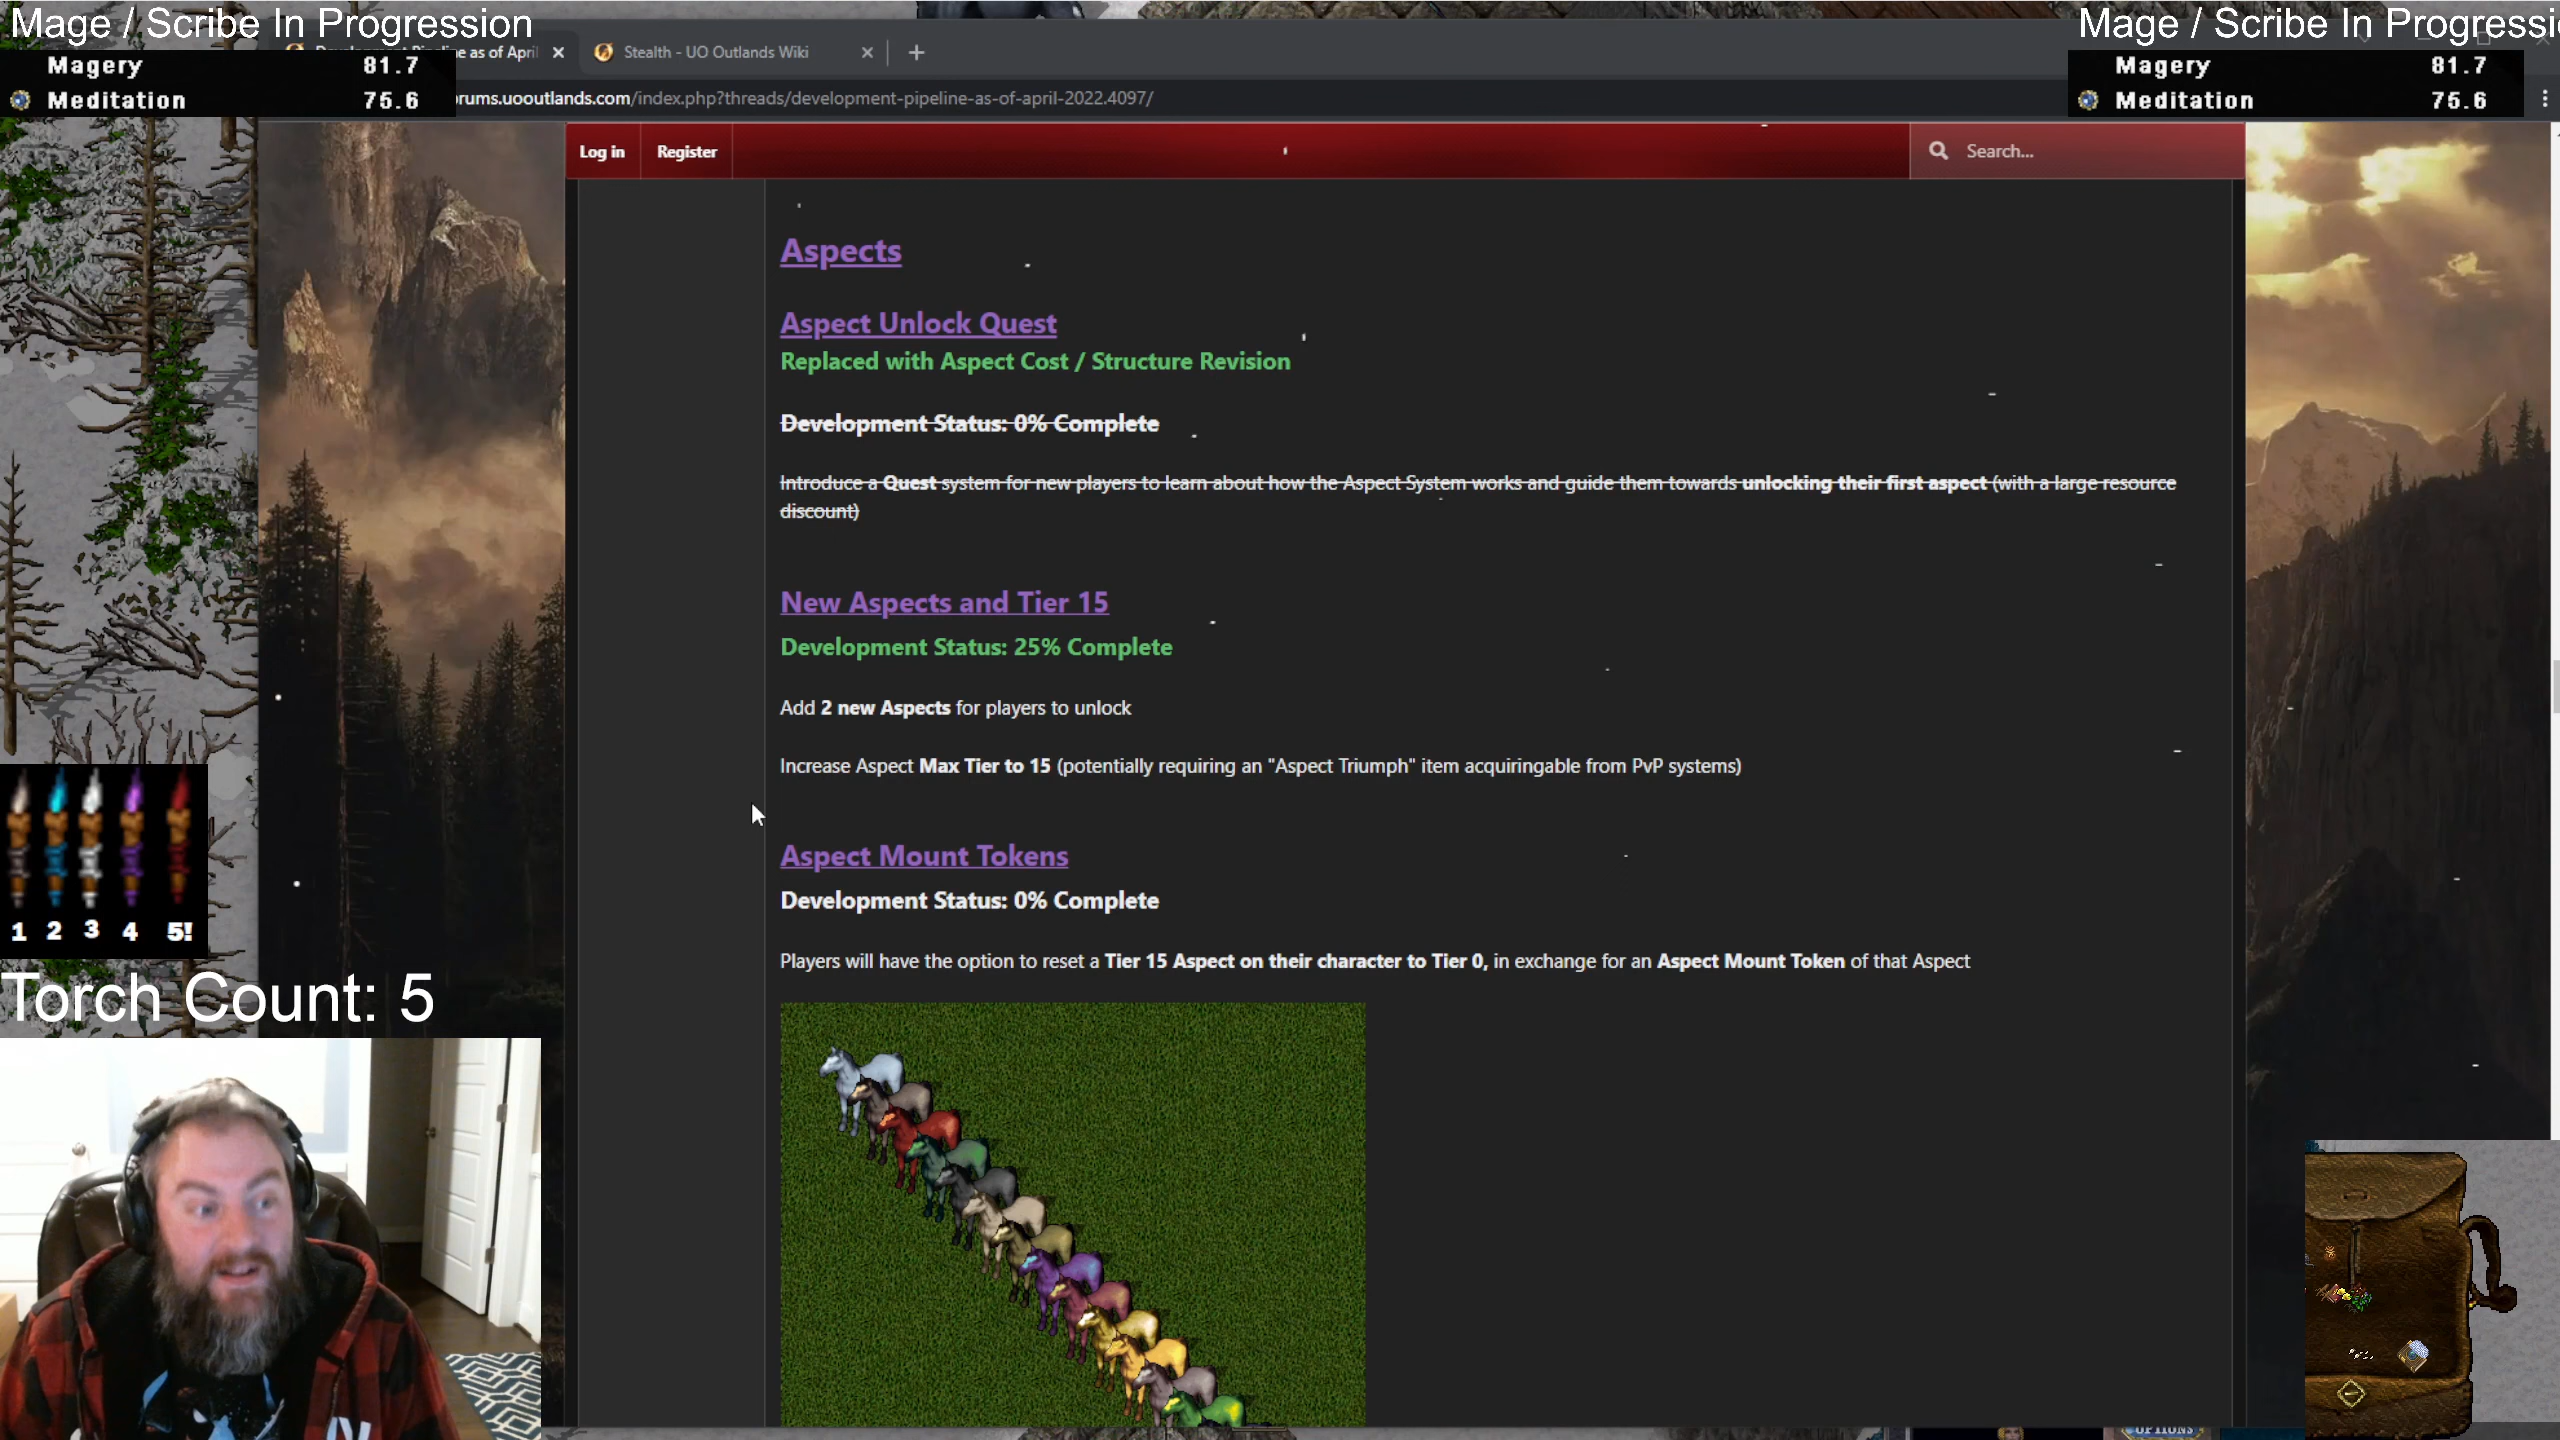 Mage / Scribe In Progression
Mage / Scribe In Progressi
e as of April
Stealth - UO Outlands Wiki
Magery 81.7
Meditation 75.6
Magery 81.7
Meditation 75.6
rums.uooutlands.com/index.php?threads/development-pipeline-as-of-april-2022.4097/
Log in
Register
Search...
Aspects
Aspect Unlock Quest
Replaced with Aspect Cost / Structure Revision
Development Status: 0% Complete
Introduce a Quest system for new players to learn about how the Aspect System works and guide them towards unlocking their first aspect (with a large resource
discount)
New Aspects and Tier 15
Development Status: 25% Complete
Add 2 new Aspects for players to unlock
Increase Aspect Max Tier to 15 (potentially requiring an "Aspect Triumph" item acquiringable from PvP systems)
Aspect Mount Tokens
Development Status: 0% Complete
Players will have the option to reset a Tier 15 Aspect on their character to Tier 0, in exchange for an Aspect Mount Token of that Aspect
1 2 3 4 5!
Torch Count: 5
OPTIONS